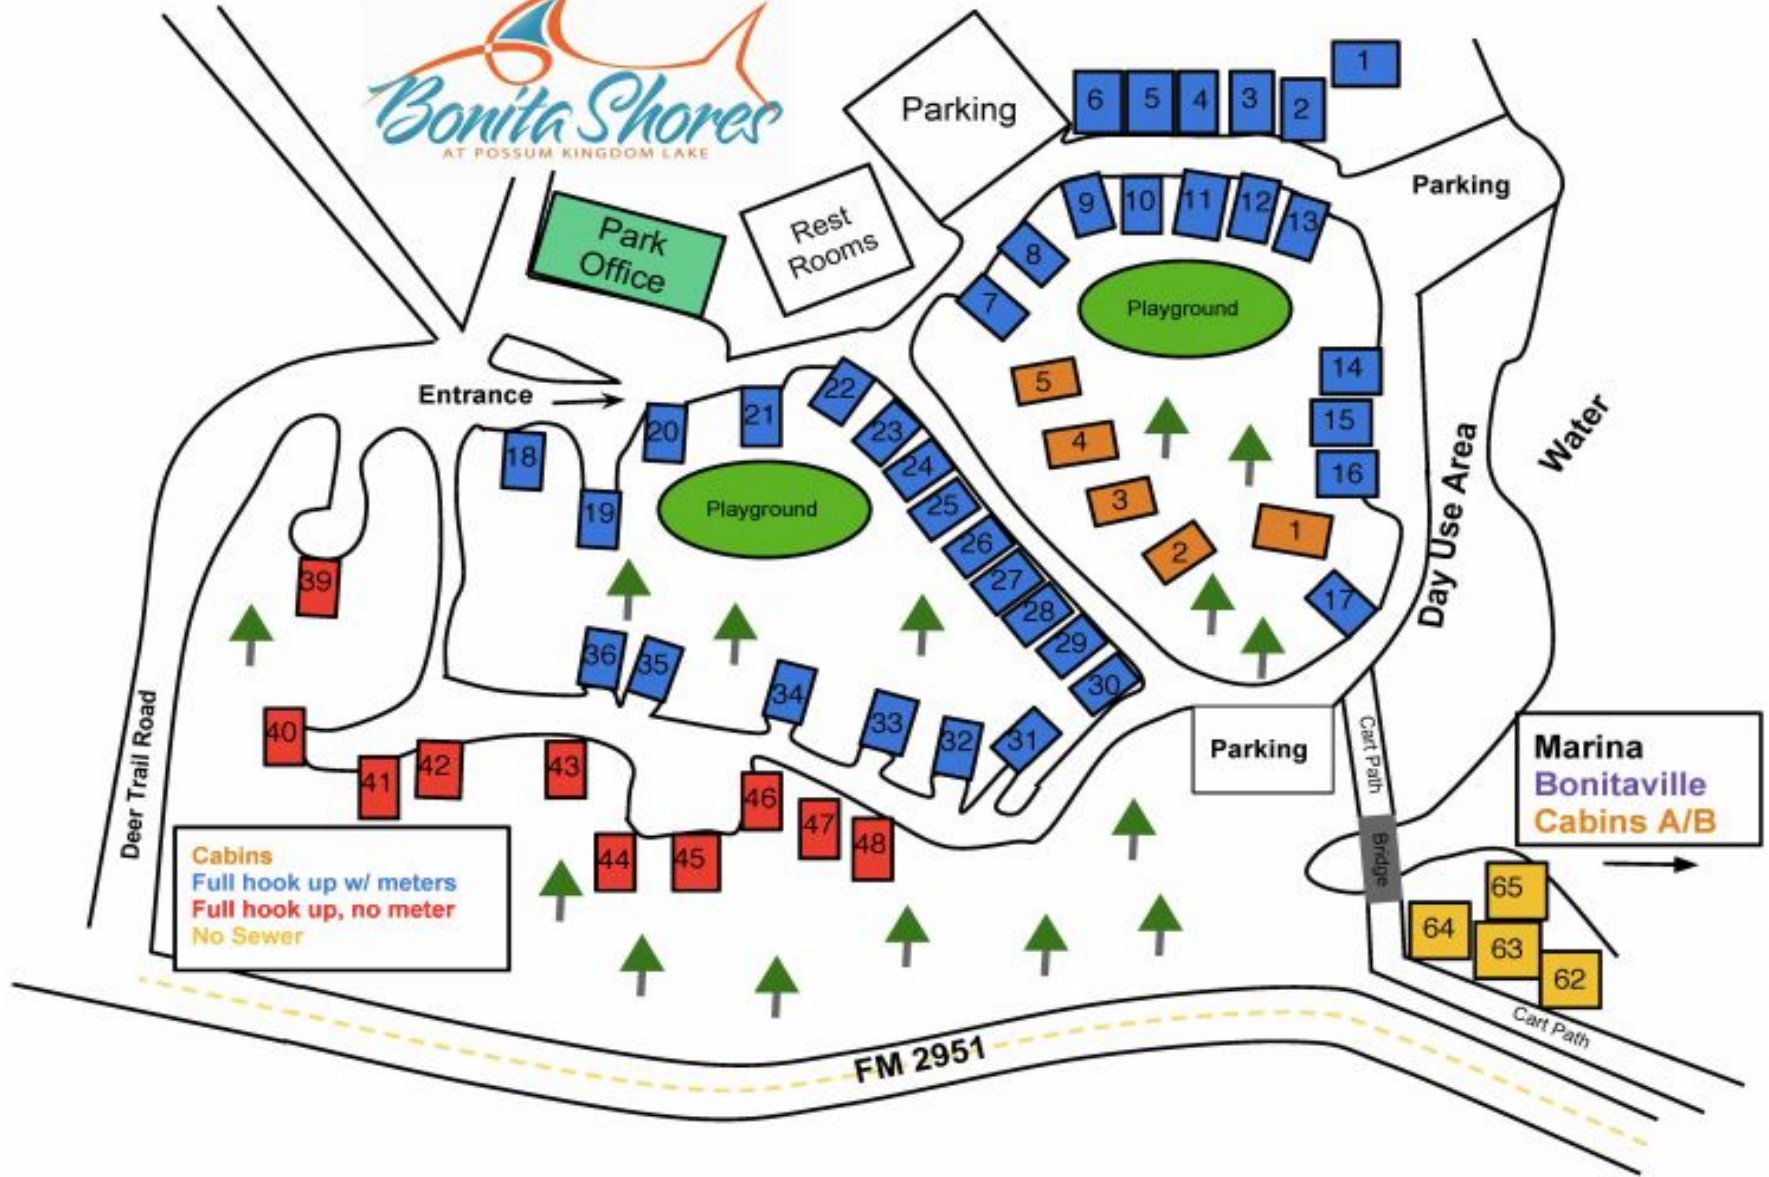 Bonita Shores
AT POSSUM KINGDOM LAKE
Parking
6 5 4 3 2 1
Parking
Park
Office
Rest
Rooms
9 10 11 12 13
8
7
Playground
Entrance
5
4
3
2
1
14
15
16
17
Day Use Area
Water
18
19
20
21
22
23
24
25
26
27
28
29
30
Playground
39
36 35 34 33 32 31
40
41 42 43
46
47
48
44 45
Deer Trail Road
Parking
Cart Path
Bridge
Marina
Bonitaville
Cabins A/B
Cabins
Full hook up w/ meters
Full hook up, no meter
No Sewer
65
64
63
62
Cart Path
FM 2951